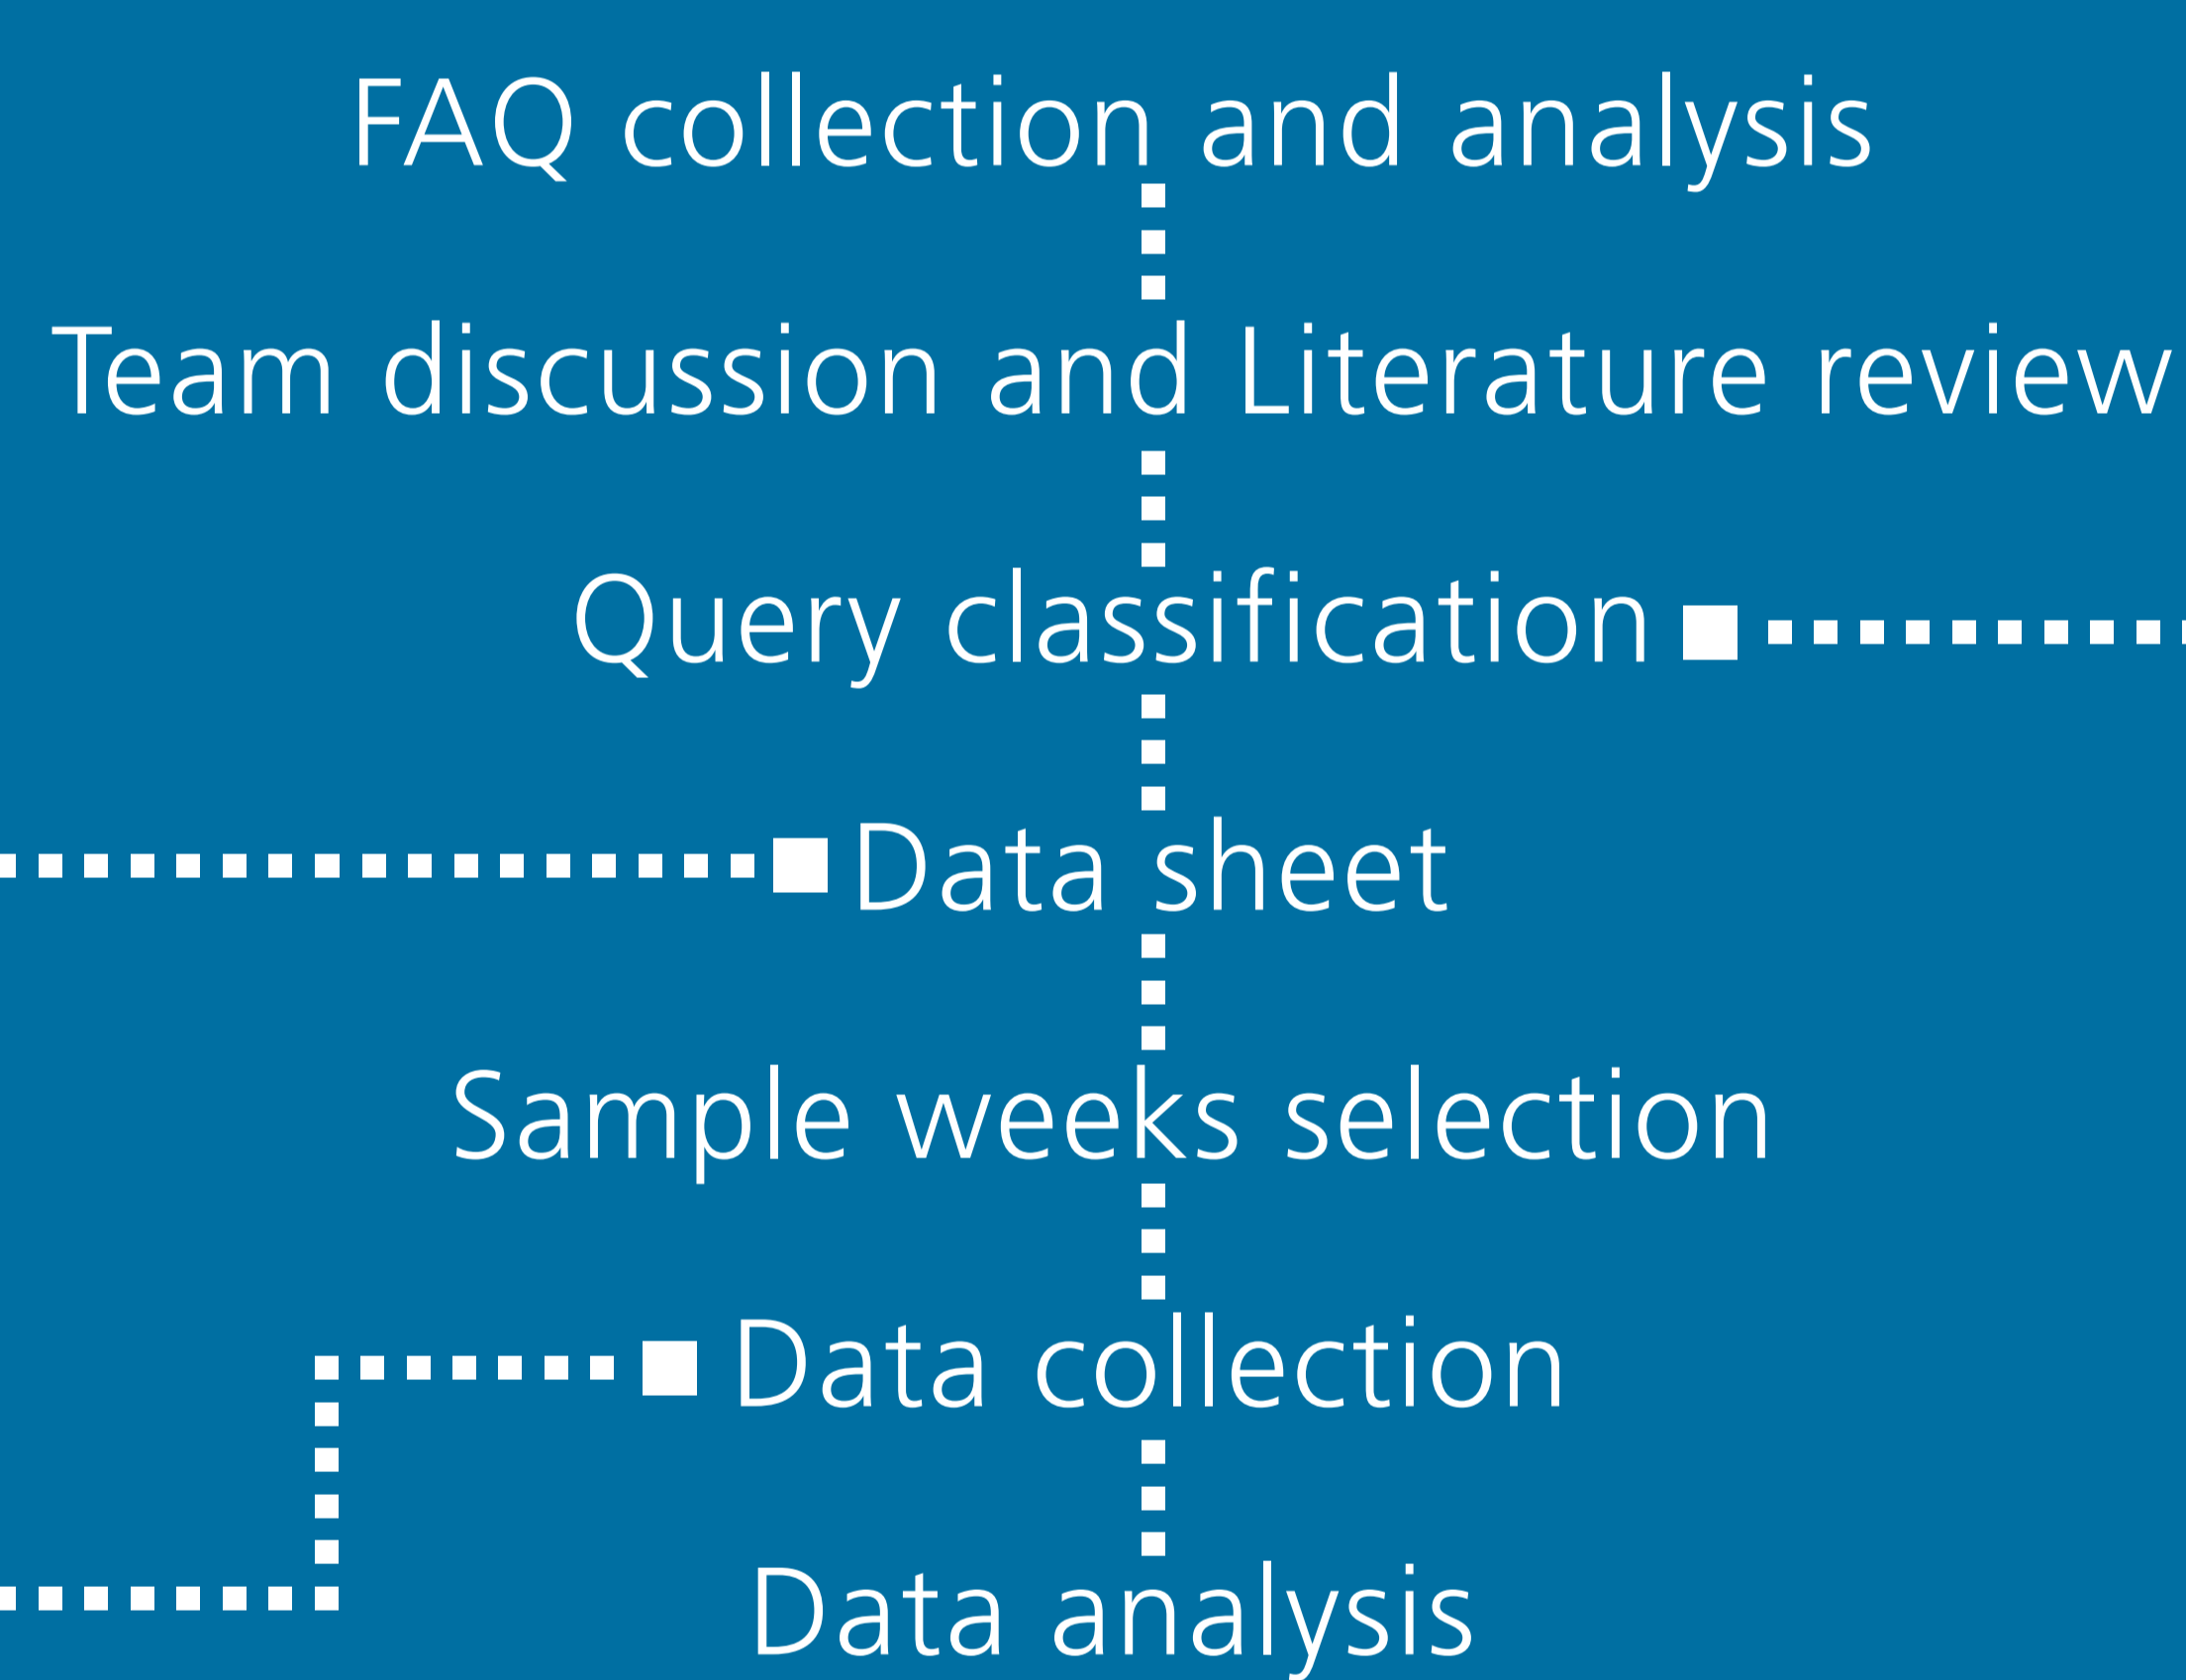 FAQ collection and analysis
Team discussion and Literature review
Query classification
Data sheet
Sample weeks selection
Data collection
Data analysis